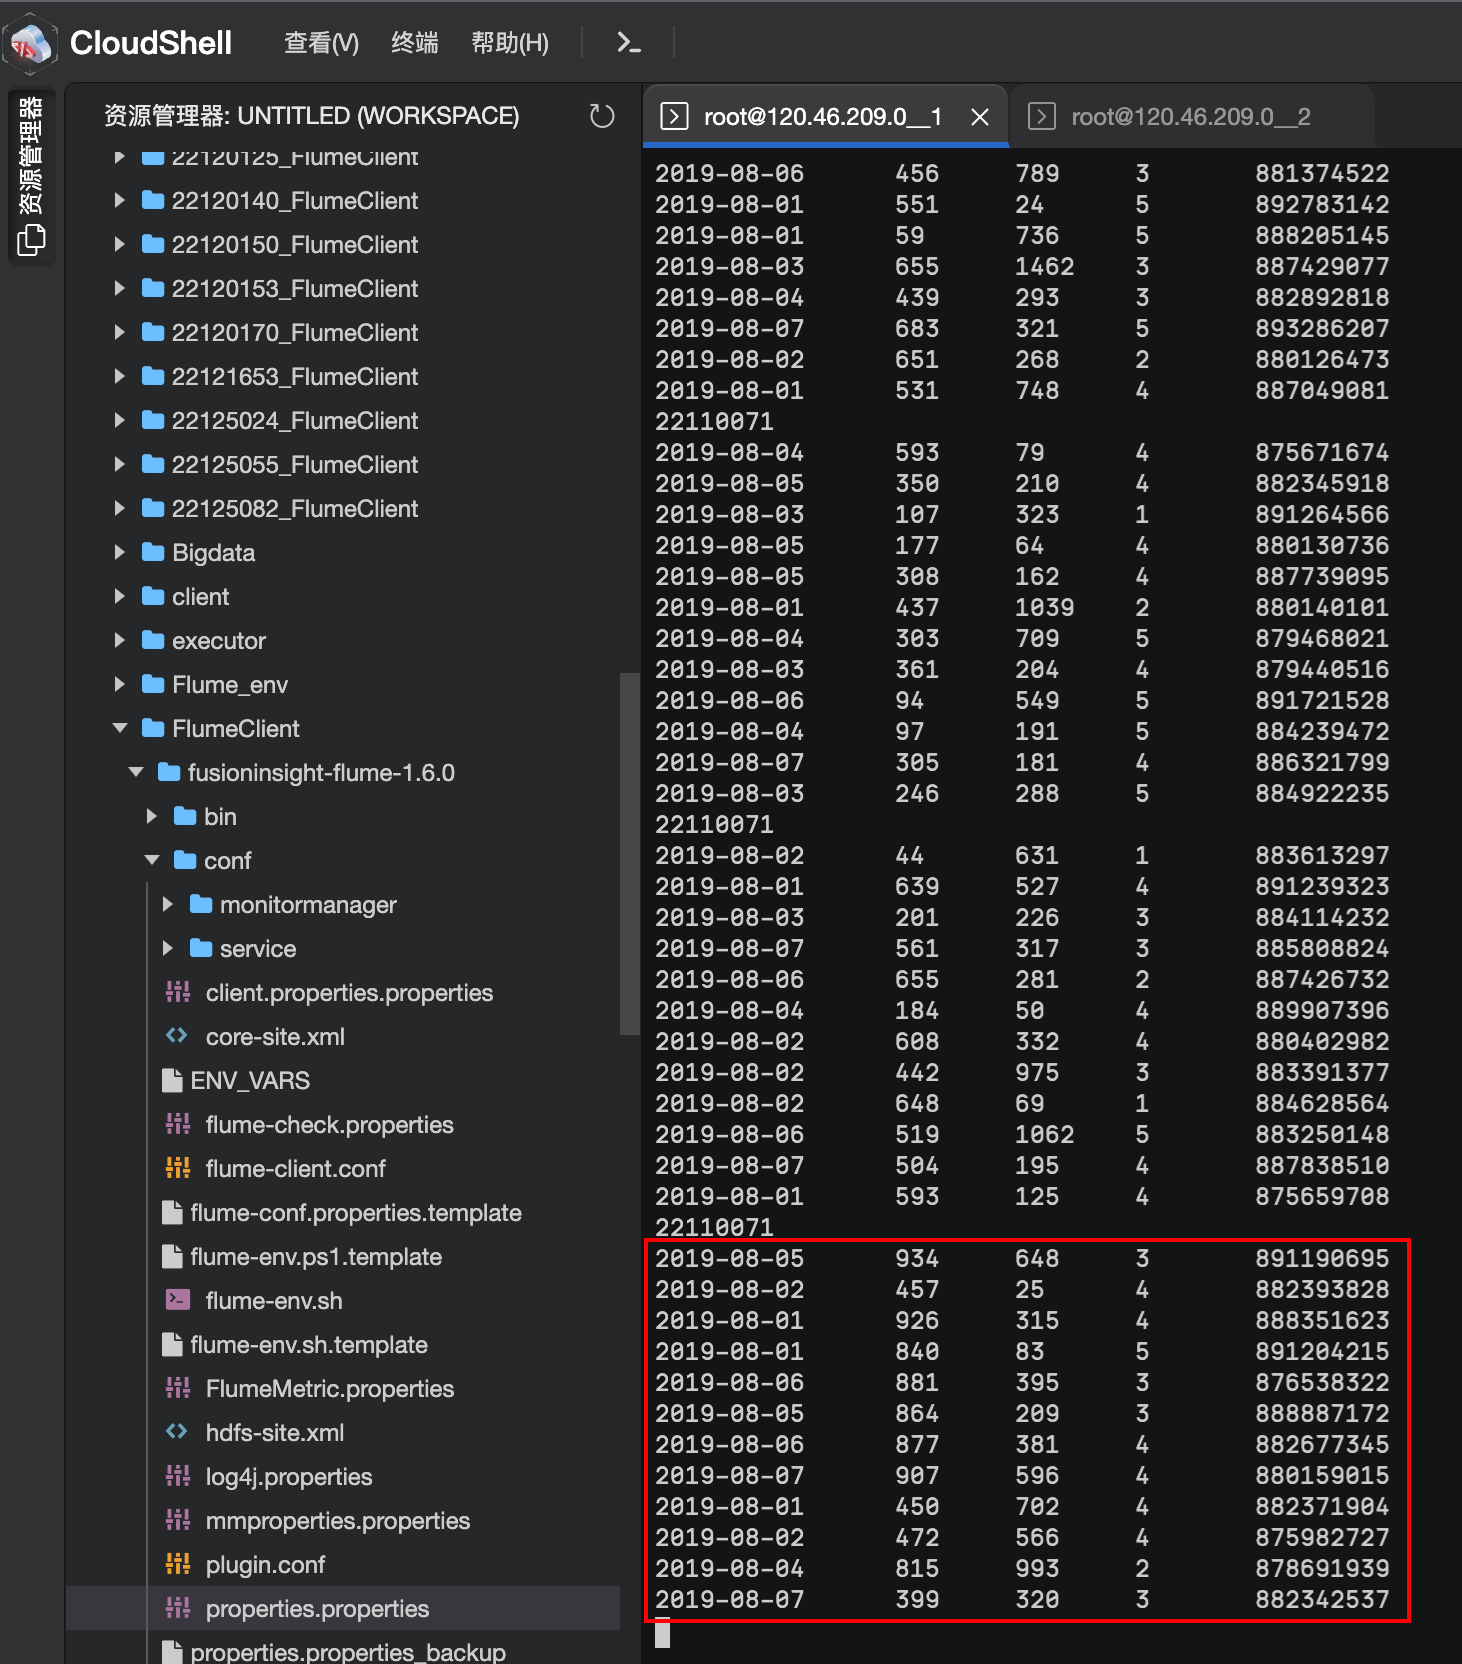 CloudShell 查看(V) 终端 帮助(H)
资源管理器
资源管理器: UNTITLED (WORKSPACE)
22120125_FlumeClient
22120140_FlumeClient
22120150_FlumeClient
22120153_FlumeClient
22120170_FlumeClient
22121653_FlumeClient
22125024_FlumeClient
22125055_FlumeClient
22125082_FlumeClient
Bigdata
client
executor
Flume_env
FlumeClient
fusioninsight-flume-1.6.0
bin
conf
monitormanager
service
client.properties.properties
core-site.xml
ENV_VARS
flume-check.properties
flume-client.conf
flume-conf.properties.template
flume-env.ps1.template
flume-env.sh
flume-env.sh.template
FlumeMetric.properties
hdfs-site.xml
log4j.properties
mmproperties.properties
plugin.conf
properties.properties
properties.properties_backup
root@120.46.209.0__1 root@120.46.209.0__2
2019-08-06 456 789 3 881374522
2019-08-01 551 24 5 892783142
2019-08-01 59 736 5 888205145
2019-08-03 655 1462 3 887429077
2019-08-04 439 293 3 882892818
2019-08-07 683 321 5 893286207
2019-08-02 651 268 2 880126473
2019-08-01 531 748 4 887049081
22110071
2019-08-04 593 79 4 875671674
2019-08-05 350 210 4 882345918
2019-08-03 107 323 1 891264566
2019-08-05 177 64 4 880130736
2019-08-05 308 162 4 887739095
2019-08-01 437 1039 2 880140101
2019-08-04 303 709 5 879468021
2019-08-03 361 204 4 879440516
2019-08-06 94 549 5 891721528
2019-08-04 97 191 5 884239472
2019-08-07 305 181 4 886321799
2019-08-03 246 288 5 884922235
22110071
2019-08-02 44 631 1 883613297
2019-08-01 639 527 4 891239323
2019-08-03 201 226 3 884114232
2019-08-07 561 317 3 885808824
2019-08-06 655 281 2 887426732
2019-08-04 184 50 4 889907396
2019-08-02 608 332 4 880402982
2019-08-02 442 975 3 883391377
2019-08-02 648 69 1 884628564
2019-08-06 519 1062 5 883250148
2019-08-07 504 195 4 887838510
2019-08-01 593 125 4 875659708
22110071
2019-08-05 934 648 3 891190695
2019-08-02 457 25 4 882393828
2019-08-01 926 315 4 888351623
2019-08-01 840 83 5 891204215
2019-08-06 881 395 3 876538322
2019-08-05 864 209 3 888887172
2019-08-06 877 381 4 882677345
2019-08-07 907 596 4 880159015
2019-08-01 450 702 4 882371904
2019-08-02 472 566 4 875982727
2019-08-04 815 993 2 878691939
2019-08-07 399 320 3 882342537